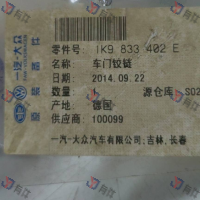 零件号: 1K9 833 402 E
名称: 车门铰链
日期: 2014.09.22
数量: 1 源仓库: S02
产地: 德国
供应商: 100099
一汽-大众汽车有限公司:吉林、长春
一汽-大众